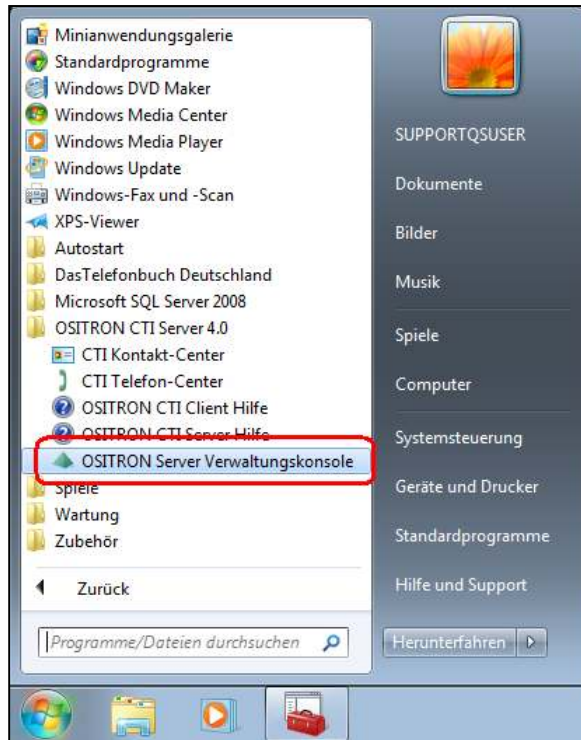 Minianwendungsgalerie
Standardprogramme
Windows DVD Maker
Windows Media Center
Windows Media Player
Windows Update
Windows-Fax und -Scan
XPS-Viewer
Autostart
DasTelefonbuch Deutschland
Microsoft SQL Server 2008
OSITRON CTI Server 4.0
CTI Kontakt-Center
CTI Telefon-Center
OSITRON CTI Client Hilfe
OSITRON CTI Server Hilfe
OSITRON Server Verwaltungskonsole
Spiele
Wartung
Zubehör
Zurück
Programme/Dateien durchsuchen
SUPPORTQSUSER
Dokumente
Bilder
Musik
Spiele
Computer
Systemsteuerung
Geräte und Drucker
Standardprogramme
Hilfe und Support
Herunterfahren